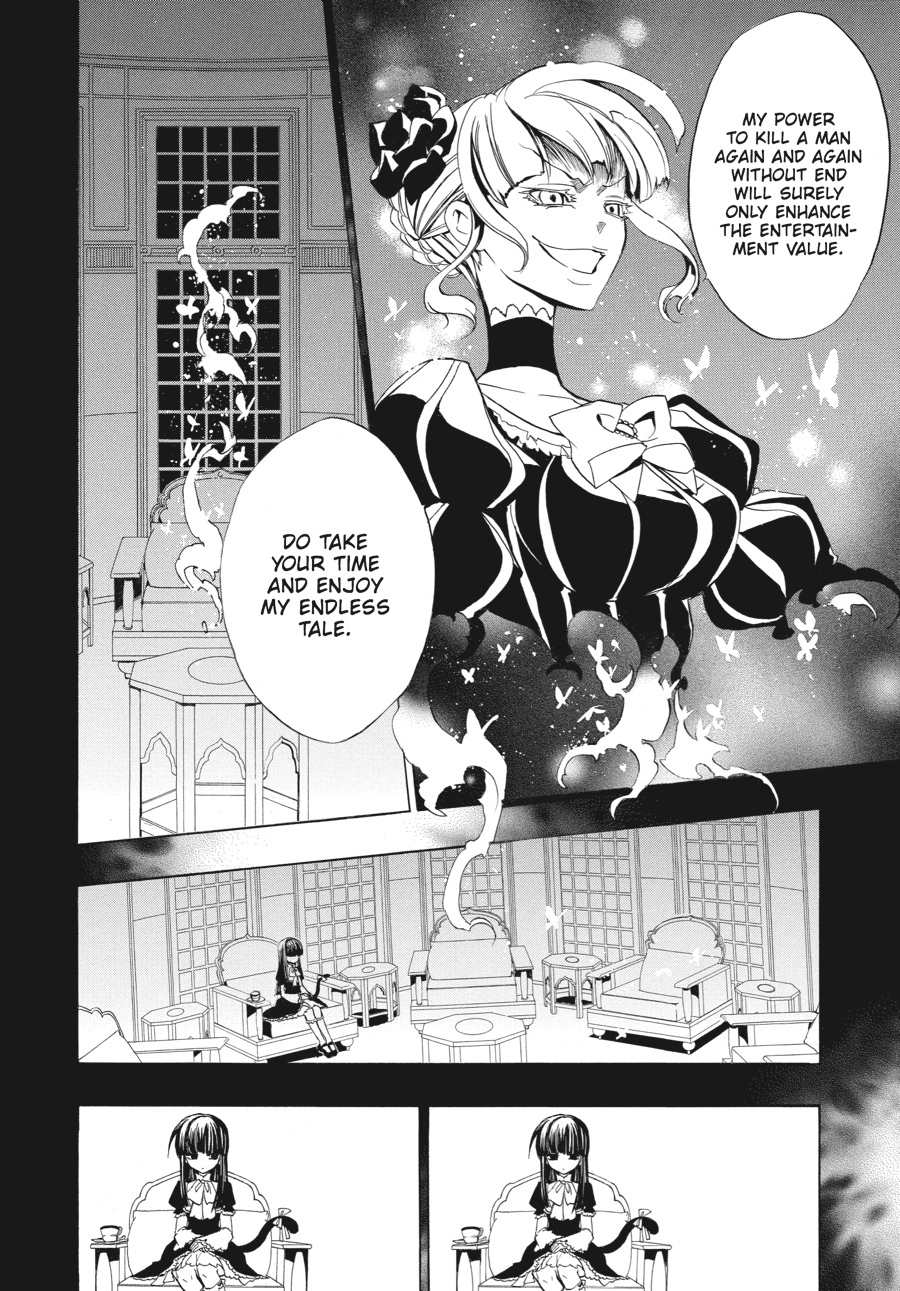 MY POWER
TO KILL A MAN
AGAIN AND AGAIN
WITHOUT END
WILL SURELY
ONLY ENHANCE
THE ENTERTAIN-
MENT VALUE.
DO TAKE
YOUR TIME
AND ENJOY
MY ENDLESS
TALE.